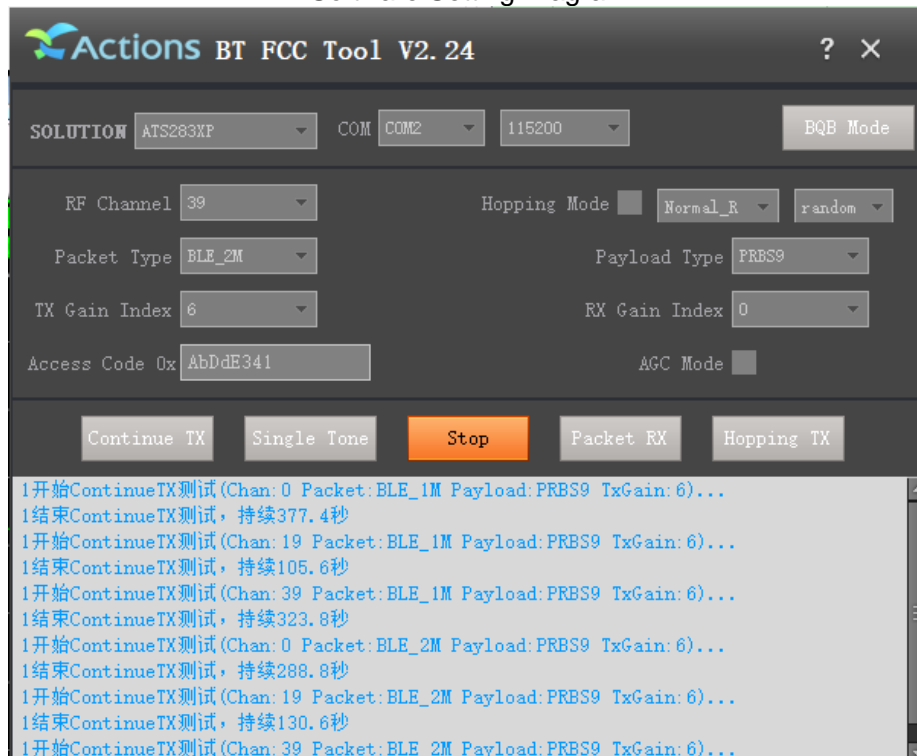 Software Setting Diagram
Actions BT FCC Tool V2.24 ? ×
SOLUTION ATS283XP COM COM2 115200 BQB Mode
RF Channel 39 Hopping Mode Normal_R random
Packet Type BLE_2M Payload Type PRBS9
TX Gain Index 6 RX Gain Index 0
Access Code 0x AbDdE341 AGC Mode
Continue TX Single Tone Stop Packet RX Hopping TX
1开始ContinueTX测试(Chan:0 Packet:BLE_1M Payload:PRBS9 TxGain:6)...
1结束ContinueTX测试，持续377.4秒
1开始ContinueTX测试(Chan:19 Packet:BLE_1M Payload:PRBS9 TxGain:6)...
1结束ContinueTX测试，持续105.6秒
1开始ContinueTX测试(Chan:39 Packet:BLE_1M Payload:PRBS9 TxGain:6)...
1结束ContinueTX测试，持续323.8秒
1开始ContinueTX测试(Chan:0 Packet:BLE_2M Payload:PRBS9 TxGain:6)...
1结束ContinueTX测试，持续288.8秒
1开始ContinueTX测试(Chan:19 Packet:BLE_2M Payload:PRBS9 TxGain:6)...
1结束ContinueTX测试，持续130.6秒
1开始ContinueTX测试(Chan:39 Packet:BLE_2M Payload:PRBS9 TxGain:6)...